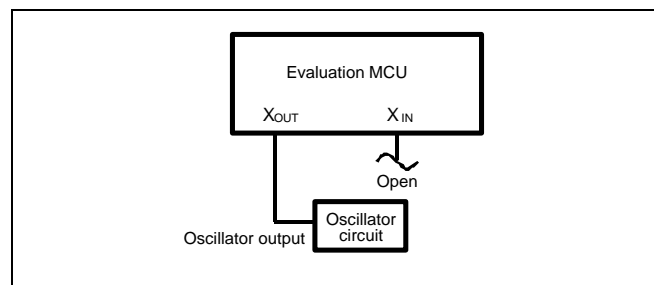 Evaluation MCU
XOUT
XIN
Open
Oscillator output
Oscillator
circuit